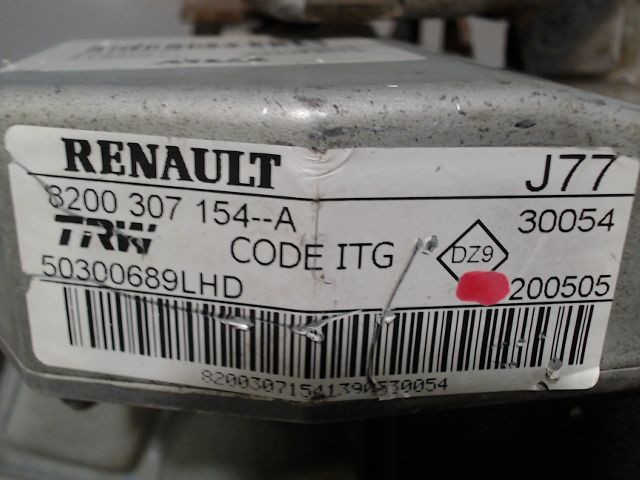 RENAULT J77
8200 307 154--A 30054
TRW CODE ITG DZ9
50300689LHD 200505